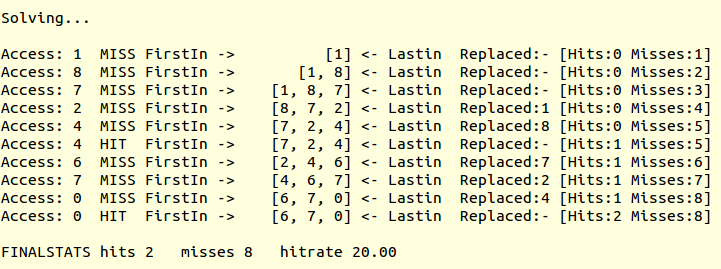 Solving...
Access: 1  MISS FirstIn ->          [1] <- Lastin  Replaced:- [Hits:0 Misses:1]
Access: 8  MISS FirstIn ->       [1, 8] <- Lastin  Replaced:- [Hits:0 Misses:2]
Access: 7  MISS FirstIn ->    [1, 8, 7] <- Lastin  Replaced:- [Hits:0 Misses:3]
Access: 2  MISS FirstIn ->    [8, 7, 2] <- Lastin  Replaced:1 [Hits:0 Misses:4]
Access: 4  MISS FirstIn ->    [7, 2, 4] <- Lastin  Replaced:8 [Hits:0 Misses:5]
Access: 4  HIT  FirstIn ->    [7, 2, 4] <- Lastin  Replaced:- [Hits:1 Misses:5]
Access: 6  MISS FirstIn ->    [2, 4, 6] <- Lastin  Replaced:7 [Hits:1 Misses:6]
Access: 7  MISS FirstIn ->    [4, 6, 7] <- Lastin  Replaced:2 [Hits:1 Misses:7]
Access: 0  MISS FirstIn ->    [6, 7, 0] <- Lastin  Replaced:4 [Hits:1 Misses:8]
Access: 0  HIT  FirstIn ->    [6, 7, 0] <- Lastin  Replaced:- [Hits:2 Misses:8]
FINALSTATS hits 2   misses 8   hitrate 20.00